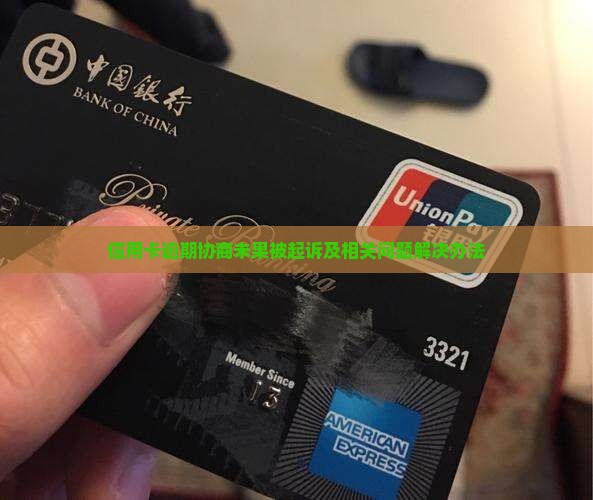 中国银行
BANK OF CHINA
UnionPay
银联
Private Banking
信用卡逾期协商未果被起诉及相关问题解决办法
3321
Member Since
13
AMERICAN
EXPRESS